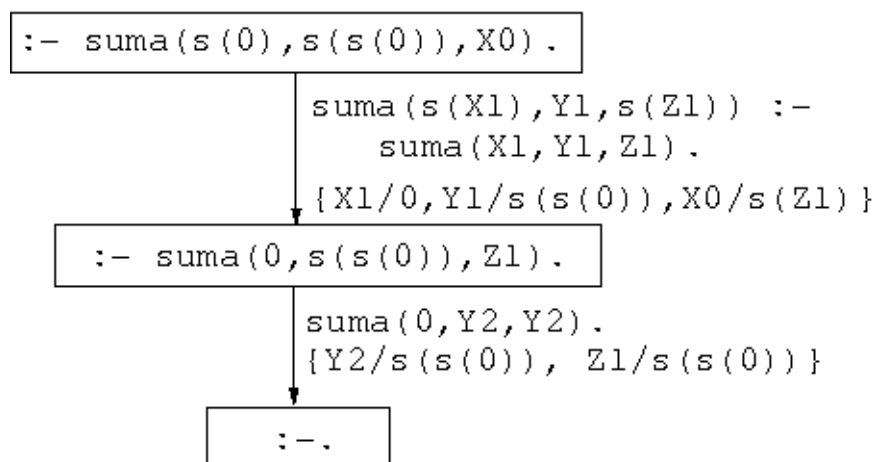 :- suma(s(0),s(s(0)),X0).
suma(s(X1),Y1,s(Z1)) :-
suma(X1,Y1,Z1).
{X1/0,Y1/s(s(0)),X0/s(Z1)}
:- suma(0,s(s(0)),Z1).
suma(0,Y2,Y2).
{Y2/s(s(0)), Z1/s(s(0))}
:-.